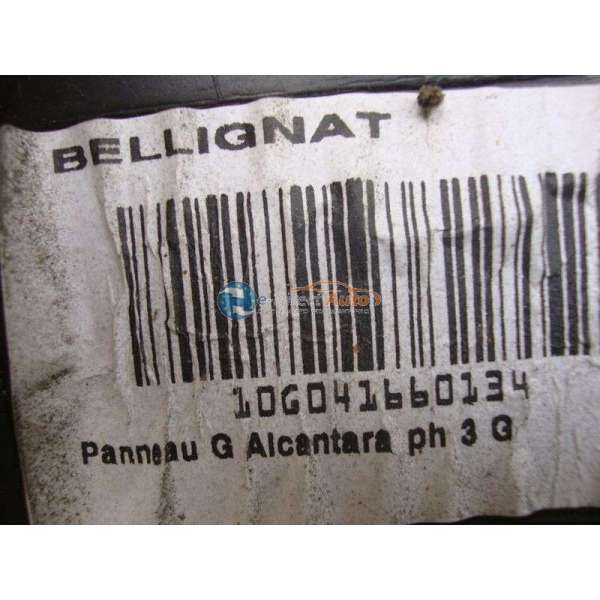 BELLIGNAT
10G041660134
Panneau G Alcantara ph 3 G